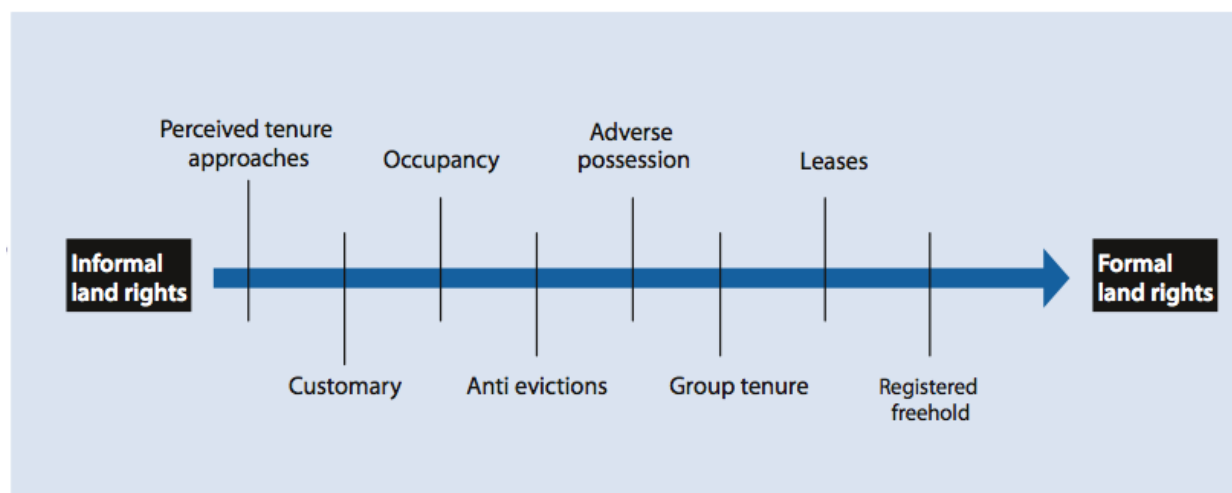 Perceived tenure
approaches
Occupancy
Adverse
possession
Leases
Informal
land rights
Formal
land rights
Customary
Anti evictions
Group tenure
Registered
freehold